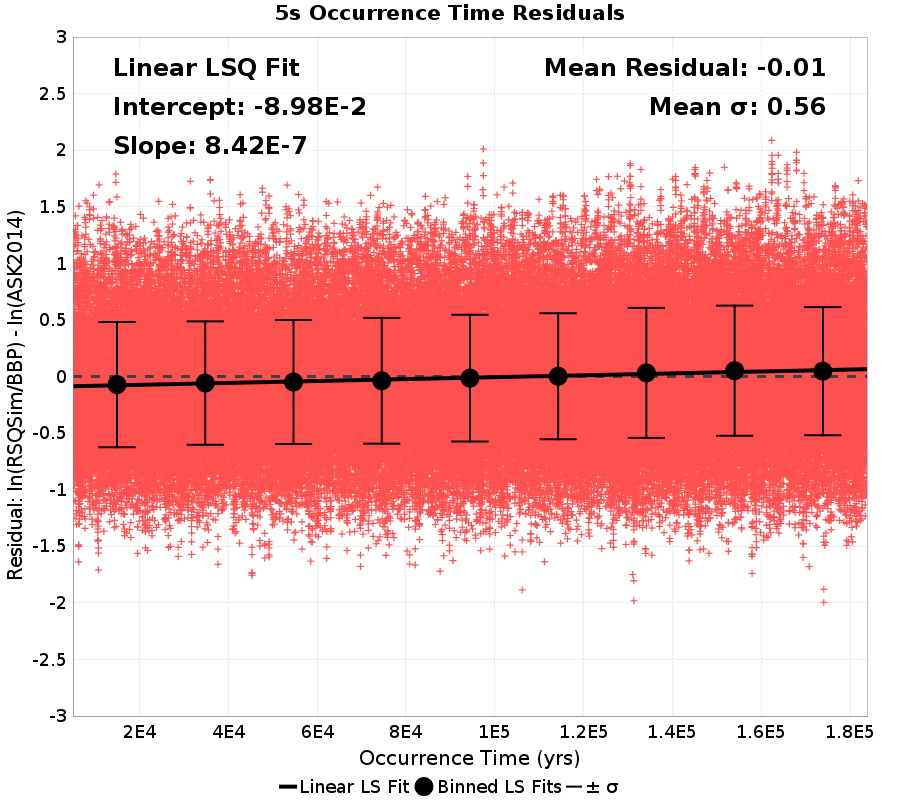 5s Occurrence Time Residuals
Linear LSQ Fit
Intercept: -8.98E-2
Slope: 8.42E-7
Mean Residual: -0.01
Mean σ: 0.56
Residual: ln(RSQSim/BBP) - ln(ASK2014)
3
2.5
2
1.5
1
0.5
0
-0.5
-1
-1.5
-2
-2.5
-3
2E4 4E4 6E4 8E4 1E5 1.2E5 1.4E5 1.6E5 1.8E5
Occurrence Time (yrs)
Linear LS Fit Binned LS Fits ± σ